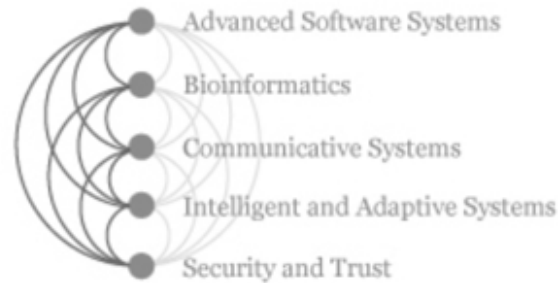 Advanced Software Systems
Bioinformatics
Communicative Systems
Intelligent and Adaptive Systems
Security and Trust